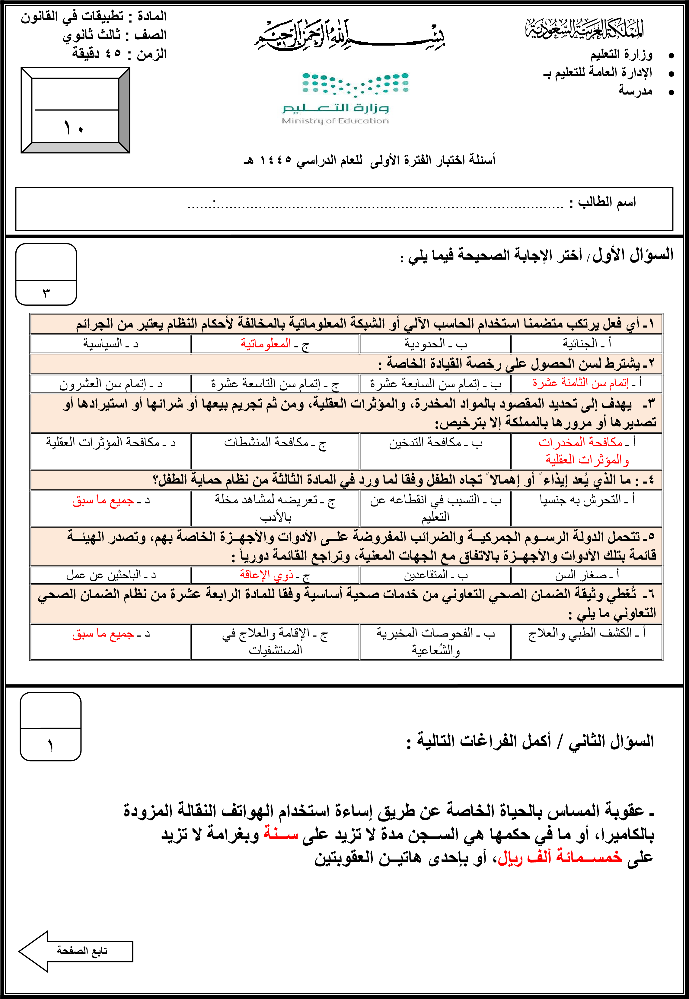 المملكة العربية السعودية
• وزارة التعليم
• الإدارة العامة للتعليم بـ
• مدرسة
بسم الله الرحمن الرحيم
وزارة التعـــليم
Ministry of Education
المادة : تطبيقات في القانون
الصف : ثالث ثانوي
الزمن : ٤٥ دقيقة
١٠
أسئلة اختبار الفترة الأولى للعام الدراسي ١٤٤٥ هـ
اسم الطالب : .................................................................................:.....
السؤال الأول/ أختر الإجابة الصحيحة فيما يلي :
٣
١ـ أي فعل يرتكب متضمنا استخدام الحاسب الآلي أو الشبكة المعلوماتية بالمخالفة لأحكام النظام يعتبر من الجرائم
أ ـ الجنائية ب ـ الحدودية ج ـ المعلوماتية د ـ السياسية
٢ـ يشترط لسن الحصول على رخصة القيادة الخاصة :
أ ـ إتمام سن الثامنة عشرة ب ـ إتمام سن السابعة عشرة ج ـ إتمام سن التاسعة عشرة د ـ إتمام سن العشرون
٣ـ يهدف إلى تحديد المقصود بالمواد المخدرة، والمؤثرات العقلية، ومن ثم تجريم بيعها أو شرائها أو استيرادها أو
تصديرها أو مرورها بالمملكة إلا بترخيص:
أ ـ مكافحة المخدرات ب ـ مكافحة التدخين ج ـ مكافحة المنشطات د ـ مكافحة المؤثرات العقلية
والمؤثرات العقلية
٤ـ : ما الذي يُعد إيذاء ً أو إهمالا ً تجاه الطفل وفقا لما ورد في المادة الثالثة من نظام حماية الطفل؟
أ ـ التحرش به جنسيا ب ـ التسبب في انقطاعه عن ج ـ تعريضه لمشاهد مخلة د ـ جميع ما سبق
التعليم بالأدب
٥ـ تتحمل الدولة الرســوم الجمركيــة والضرائب المفروضة علــى الأدوات والأجهــزة الخاصة بهم، وتصدر الهيئــة
قائمة بتلك الأدوات والأجهــزة بالاتفاق مع الجهات المعنية، وتراجع القائمة دورياً :
أ ـ صغار السن ب ـ المتقاعدين ج ـ ذوي الإعاقة د ـ الباحثين عن عمل
٦ـ تُغطي وثيقة الضمان الصحي التعاوني من خدمات صحية أساسية وفقا للمادة الرابعة عشرة من نظام الضمان الصحي
التعاوني ما يلي :
أ ـ الكشف الطبي والعلاج ب ـ الفحوصات المخبرية ج ـ الإقامة والعلاج في د ـ جميع ما سبق
والشُعاعية المستشفيات
١
السؤال الثاني / أكمل الفراغات التالية :
ـ عقوبة المساس بالحياة الخاصة عن طريق إساءة استخدام الهواتف النقالة المزودة
بالكاميرا، أو ما في حكمها هي الســجن مدة لا تزيد على ســنة وبغرامة لا تزيد
على خمســمائة ألف ريال، أو بإحدى هاتيــن العقوبتين
تابع الصفحة